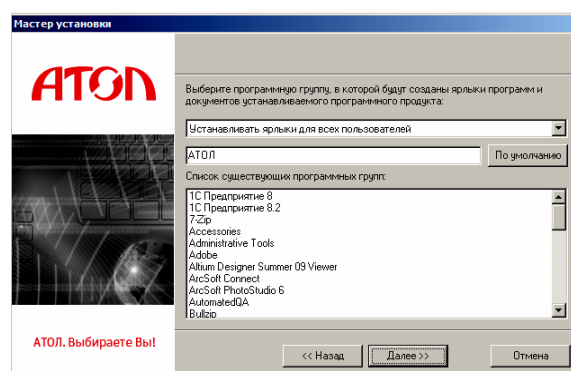 Мастер установки
АТОЛ
Выберите программную группу, в которой будут созданы ярлыки программ и
документов устанавливаемого программного продукта:
Устанавливать ярлыки для всех пользователей
АТОЛ
По умолчанию
Список существующих программных групп:
1С Предприятие 8
1С Предприятие 8.2
7-Zip
Accessories
Administrative Tools
Adobe
Altium Designer Summer 09 Viewer
ArcSoft Connect
ArcSoft PhotoStudio 6
AutomatedQA
Bullzip
АТОЛ. Выбираете Вы!
<< Назад
Далее >>
Отмена